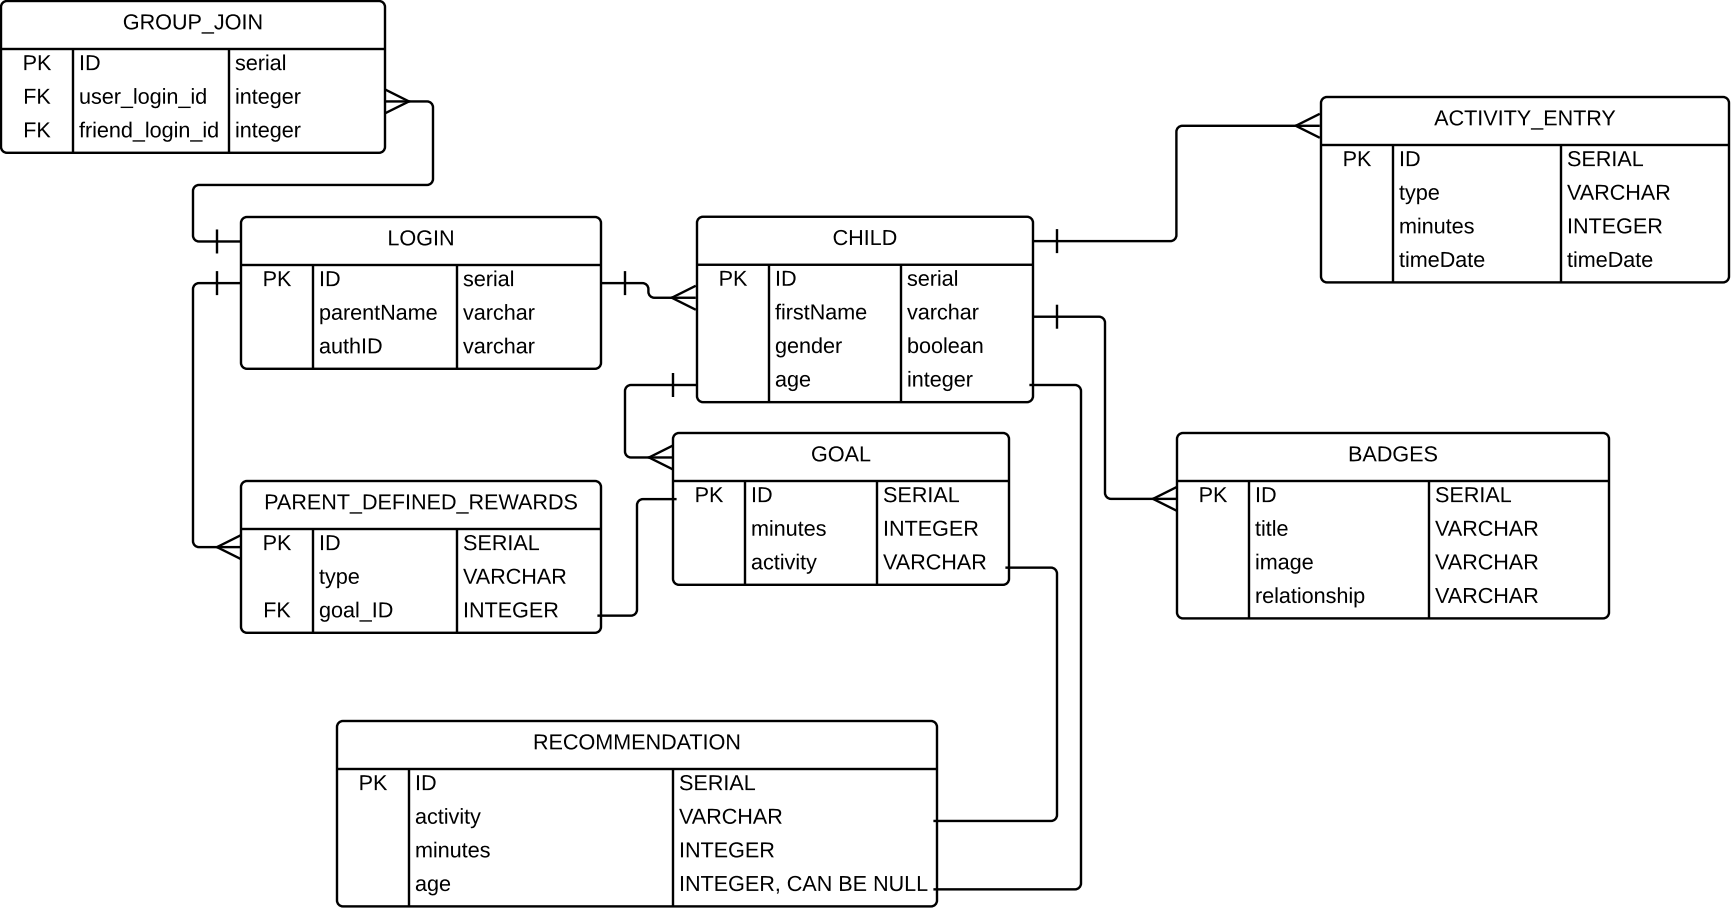 GROUP_JOIN
PK ID serial
FK user_login_id integer
FK friend_login_id integer
ACTIVITY_ENTRY
PK ID SERIAL
type VARCHAR
minutes INTEGER
timeDate timeDate
LOGIN
PK ID serial
parentName varchar
authID varchar
CHILD
PK ID serial
firstName varchar
gender boolean
age integer
GOAL
PK ID SERIAL
minutes INTEGER
activity VARCHAR
BADGES
PK ID SERIAL
title VARCHAR
image VARCHAR
relationship VARCHAR
PARENT_DEFINED_REWARDS
PK ID SERIAL
type VARCHAR
FK goal_ID INTEGER
RECOMMENDATION
PK ID SERIAL
activity VARCHAR
minutes INTEGER
age INTEGER, CAN BE NULL